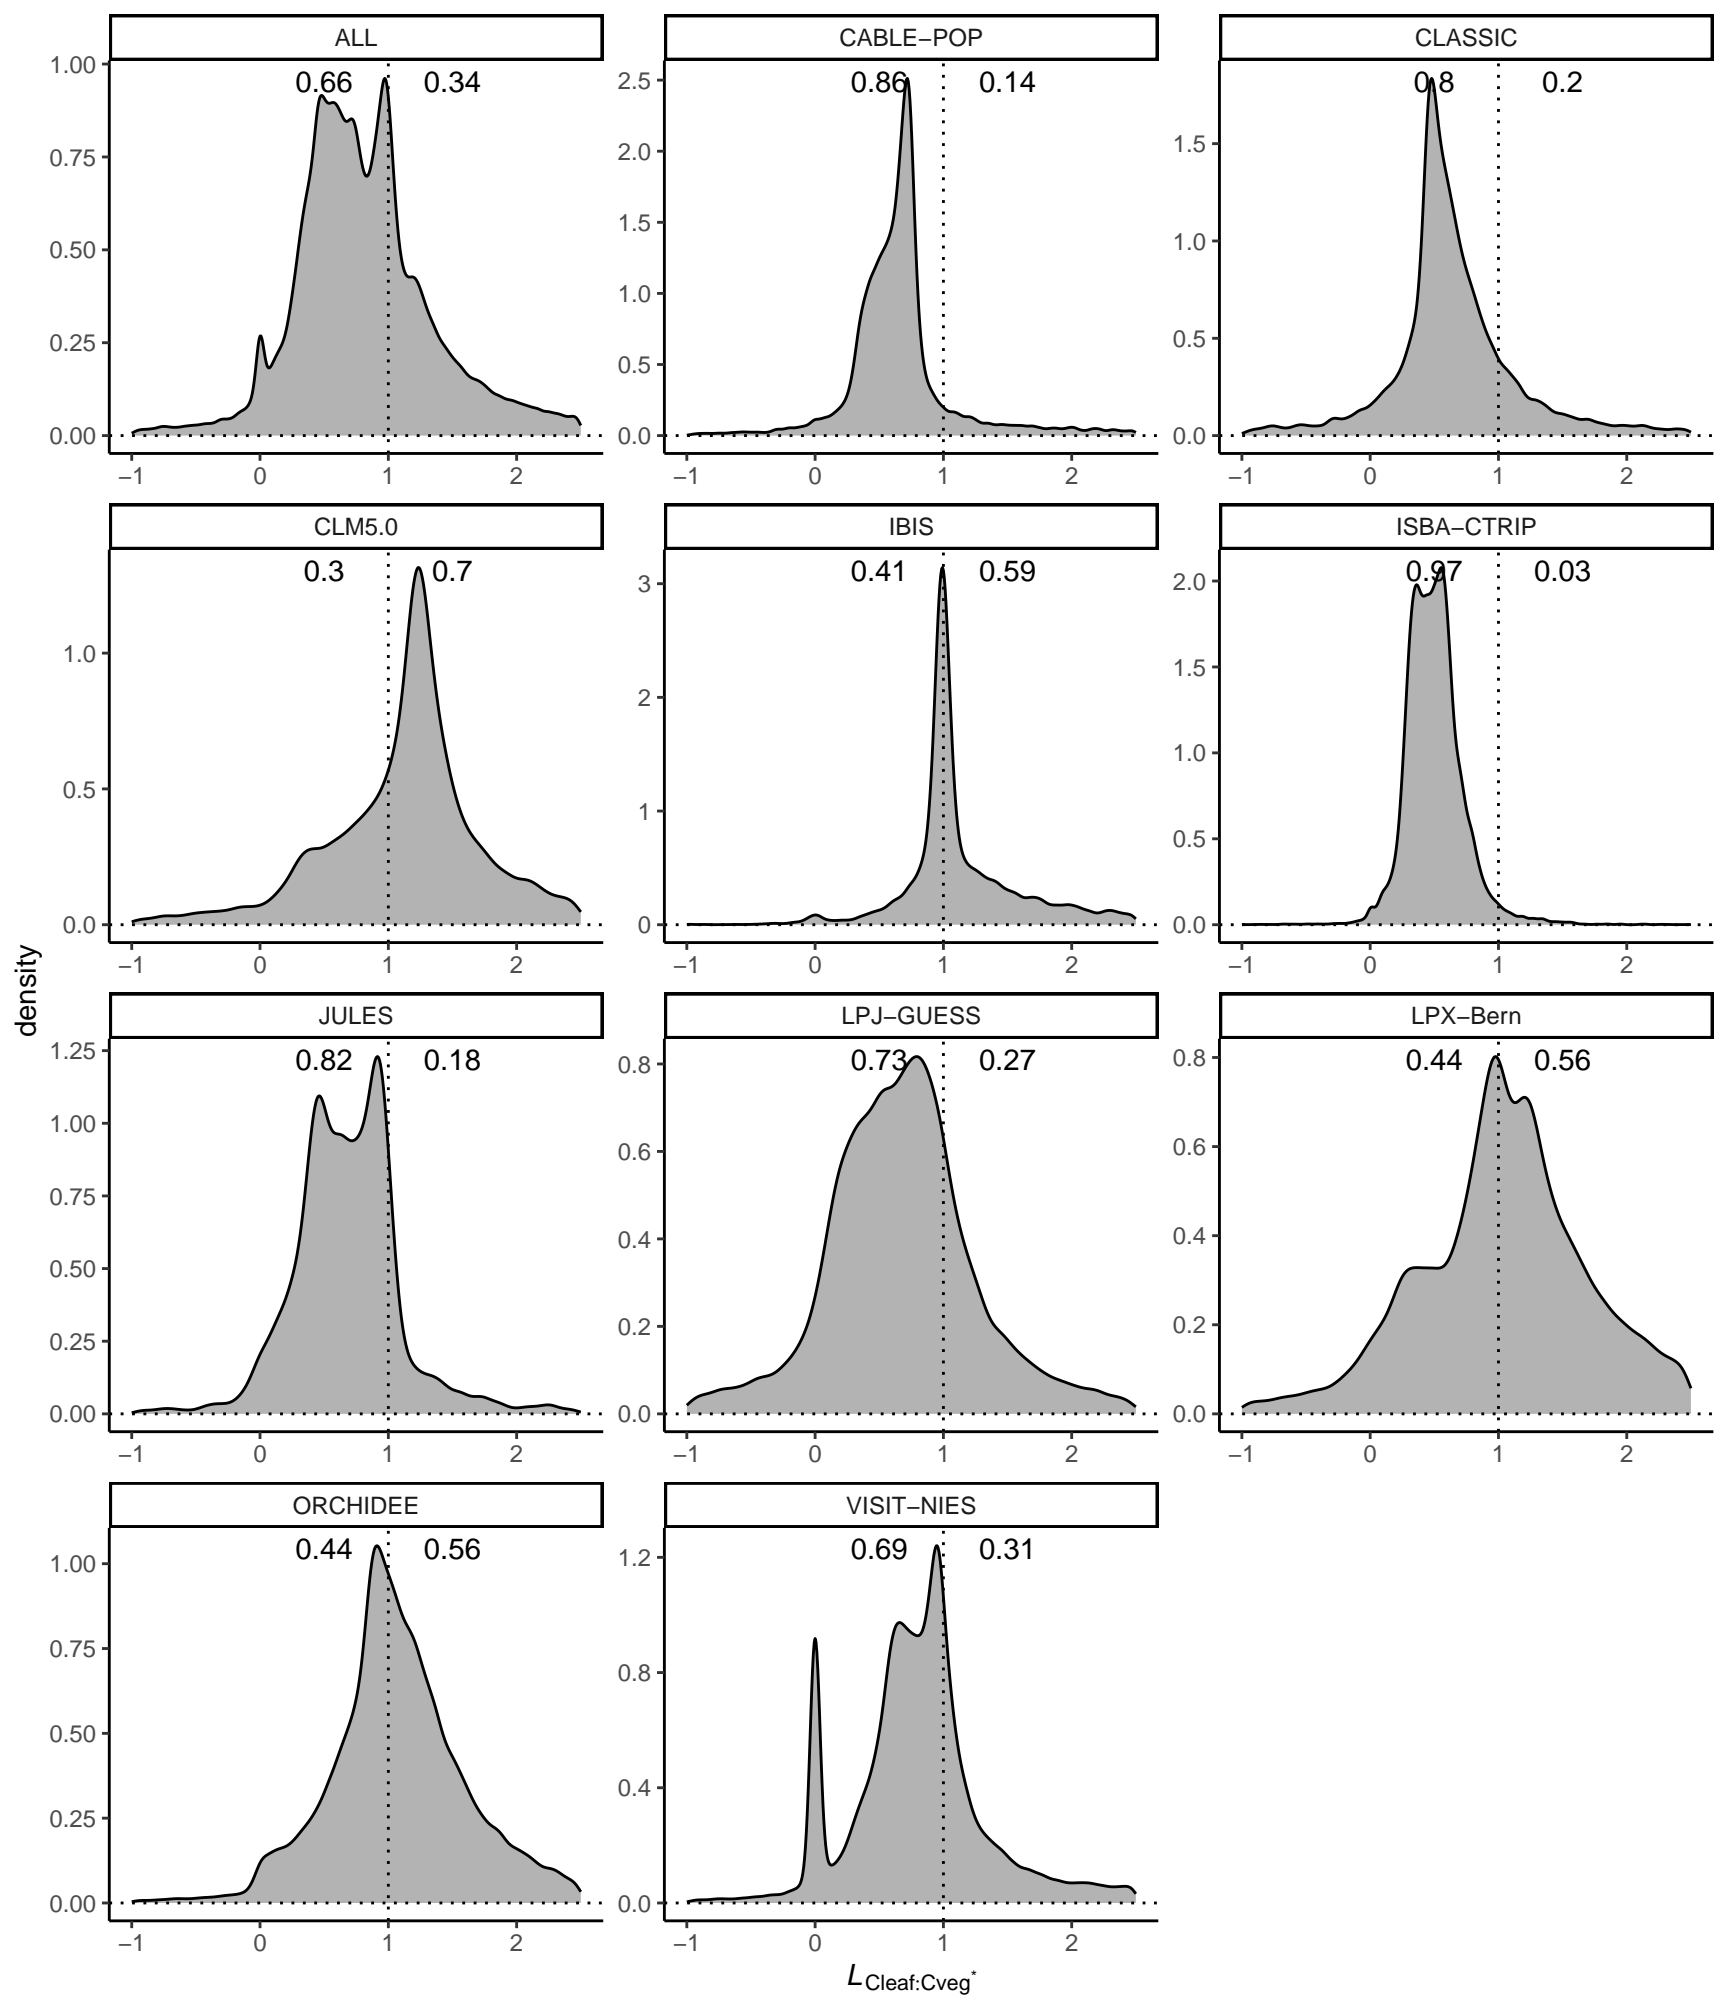 ALL
CABLE−POP
CLASSIC
0.66 0.34
0.86 0.14
0.8 0.2
1.00
0.75
0.50
0.25
0.00
2.5
2.0
1.5
1.0
0.5
0.0
1.5
1.0
0.5
0.0
−1 0 1 2
−1 0 1 2
−1 0 1 2
CLM5.0
IBIS
ISBA−CTRIP
0.3 0.7
0.41 0.59
0.97 0.03
1.0
0.5
0.0
3
2
1
0
2.0
1.5
1.0
0.5
0.0
−1 0 1 2
−1 0 1 2
−1 0 1 2
density
JULES
LPJ−GUESS
LPX−Bern
0.82 0.18
0.73 0.27
0.44 0.56
1.25
1.00
0.75
0.50
0.25
0.00
0.8
0.6
0.4
0.2
0.0
0.8
0.6
0.4
0.2
0.0
−1 0 1 2
−1 0 1 2
−1 0 1 2
ORCHIDEE
VISIT−NIES
0.44 0.56
0.69 0.31
1.00
0.75
0.50
0.25
0.00
1.2
0.8
0.4
0.0
−1 0 1 2
−1 0 1 2
L Cleaf:Cveg*